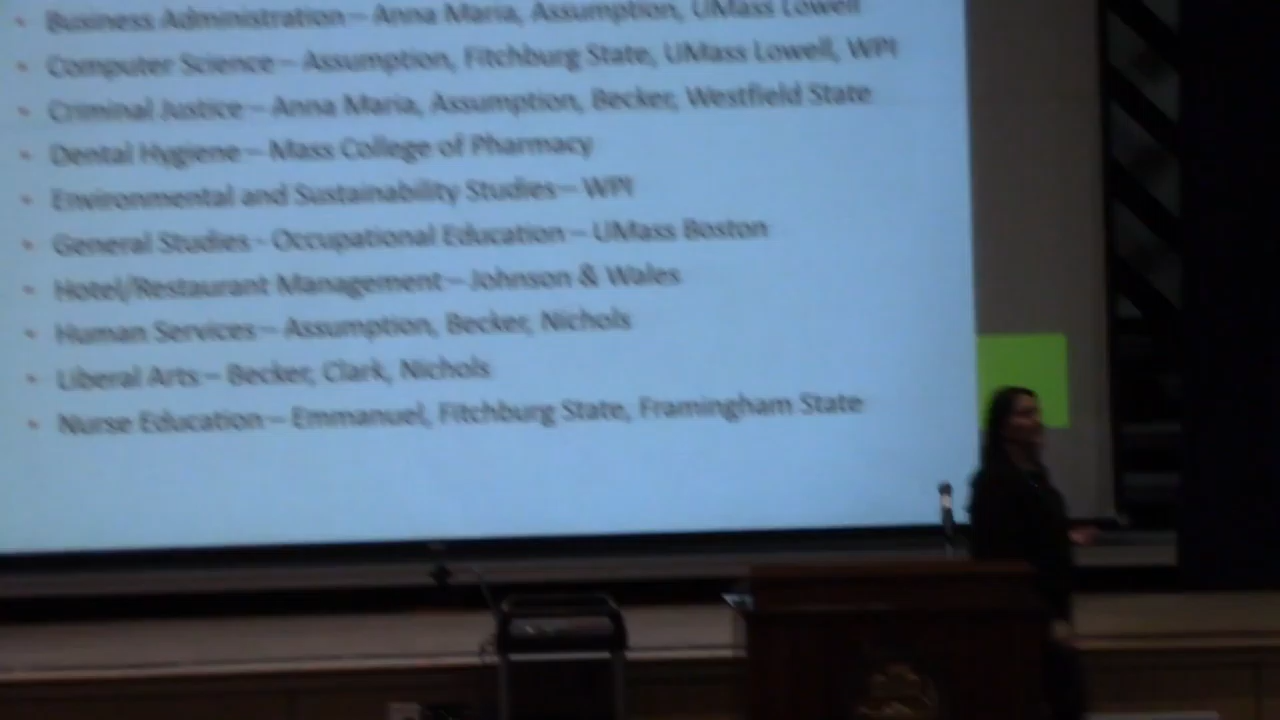 Business Administration – Anna Maria, Assumption, UMass Lowell
Computer Science – Assumption, Fitchburg State, UMass Lowell, WPI
Criminal Justice – Anna Maria, Assumption, Becker, Westfield State
Dental Hygiene – Mass College of Pharmacy
Environmental and Sustainability Studies – WPI
General Studies - Occupational Education – UMass Boston
Hotel/Restaurant Management – Johnson & Wales
Human Services – Assumption, Becker, Nichols
Liberal Arts – Becker, Clark, Nichols
Nurse Education – Emmanuel, Fitchburg State, Framingham State